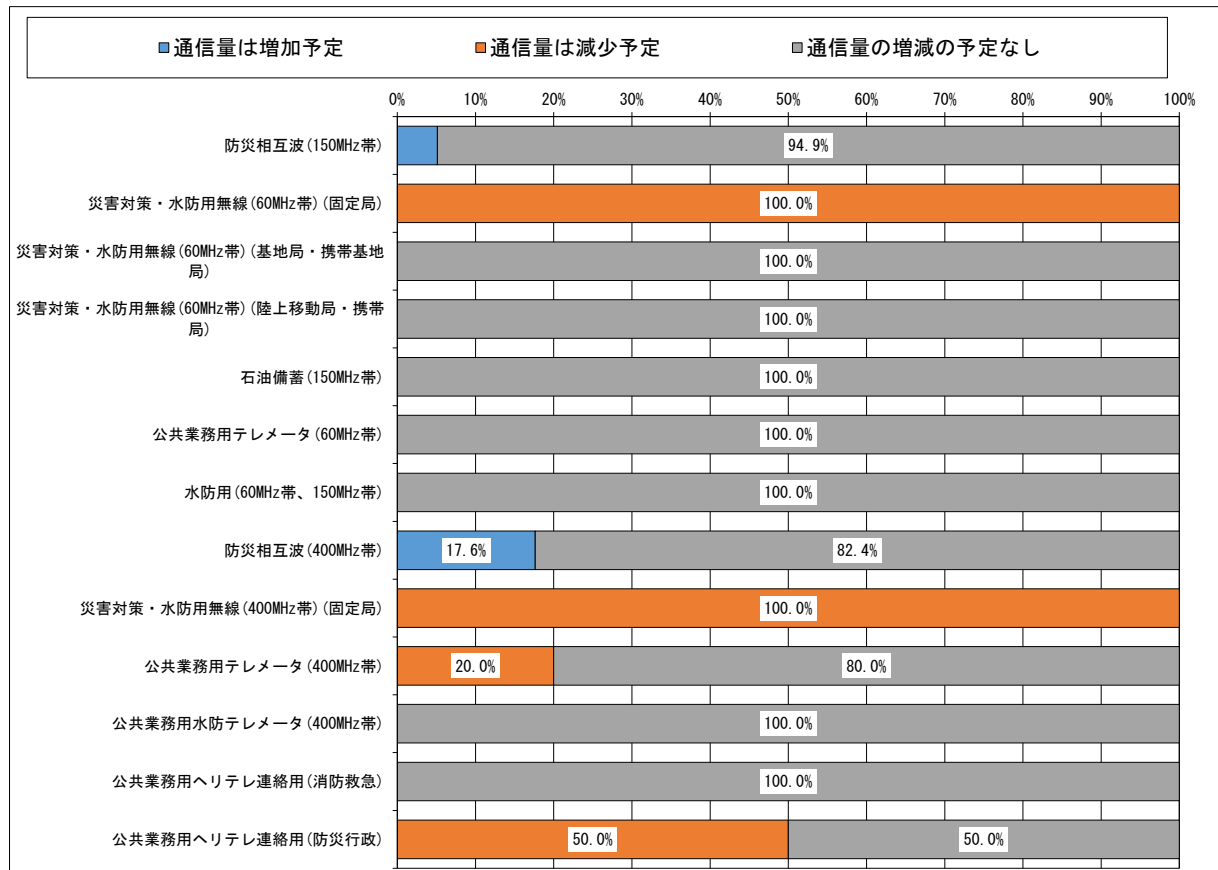 ■通信量は増加予定 ■通信量は減少予定 ■通信量の増減の予定なし
0% 10% 20% 30% 40% 50% 60% 70% 80% 90% 100%
防災相互波(150MHz帯) 94.9%
災害対策・水防用無線(60MHz帯)(固定局) 100.0%
災害対策・水防用無線(60MHz帯)(基地局・携帯基地
局) 100.0%
災害対策・水防用無線(60MHz帯)(陸上移動局・携帯
局) 100.0%
石油備蓄(150MHz帯) 100.0%
公共業務用テレメータ(60MHz帯) 100.0%
水防用(60MHz帯、150MHz帯) 100.0%
防災相互波(400MHz帯) 17.6% 82.4%
災害対策・水防用無線(400MHz帯)(固定局) 100.0%
公共業務用テレメータ(400MHz帯) 20.0% 80.0%
公共業務用水防テレメータ(400MHz帯) 100.0%
公共業務用ヘリテレ連絡用(消防救急) 100.0%
公共業務用ヘリテレ連絡用(防災行政) 50.0% 50.0%